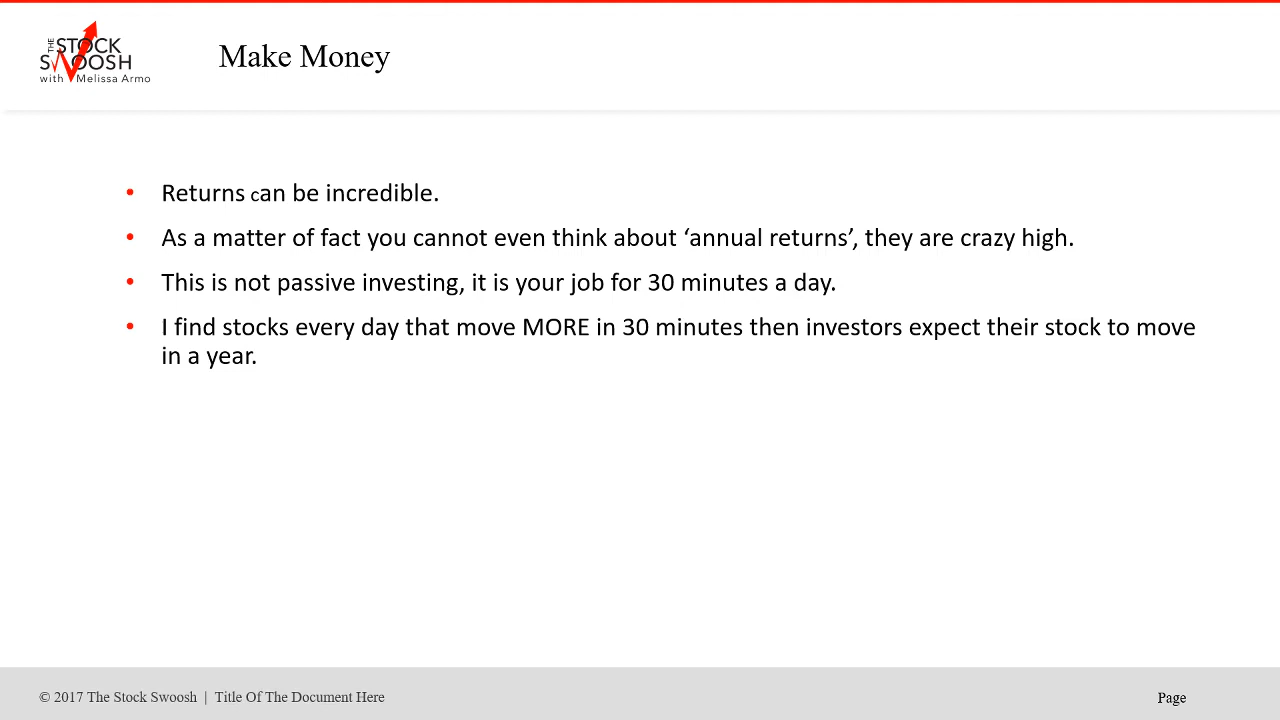 THE STOCK
SWOOSH
with Melissa Armo
Make Money
• Returns can be incredible.
• As a matter of fact you cannot even think about ‘annual returns’, they are crazy high.
• This is not passive investing, it is your job for 30 minutes a day.
• I find stocks every day that move MORE in 30 minutes then investors expect their stock to move
in a year.
© 2017 The Stock Swoosh | Title Of The Document Here
Page